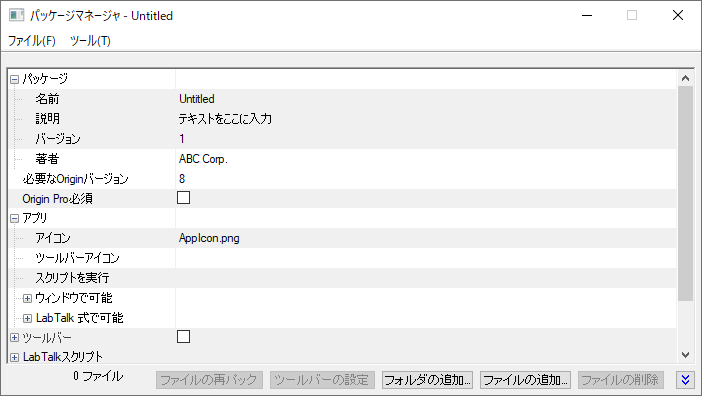 パッケージマネージャ - Untitled
ファイル(F) ツール(T)
パッケージ
名前 Untitled
説明 テキストをここに入力
バージョン 1
著者 ABC Corp.
必要なOriginバージョン 8
Origin Pro必須
アプリ
アイコン AppIcon.png
ツールバーアイコン
スクリプトを実行
ウィンドウで可能
LabTalk 式で可能
ツールバー
LabTalkスクリプト
0 ファイル ファイルの再パック ツールバーの設定 フォルダの追加... ファイルの追加... ファイルの削除